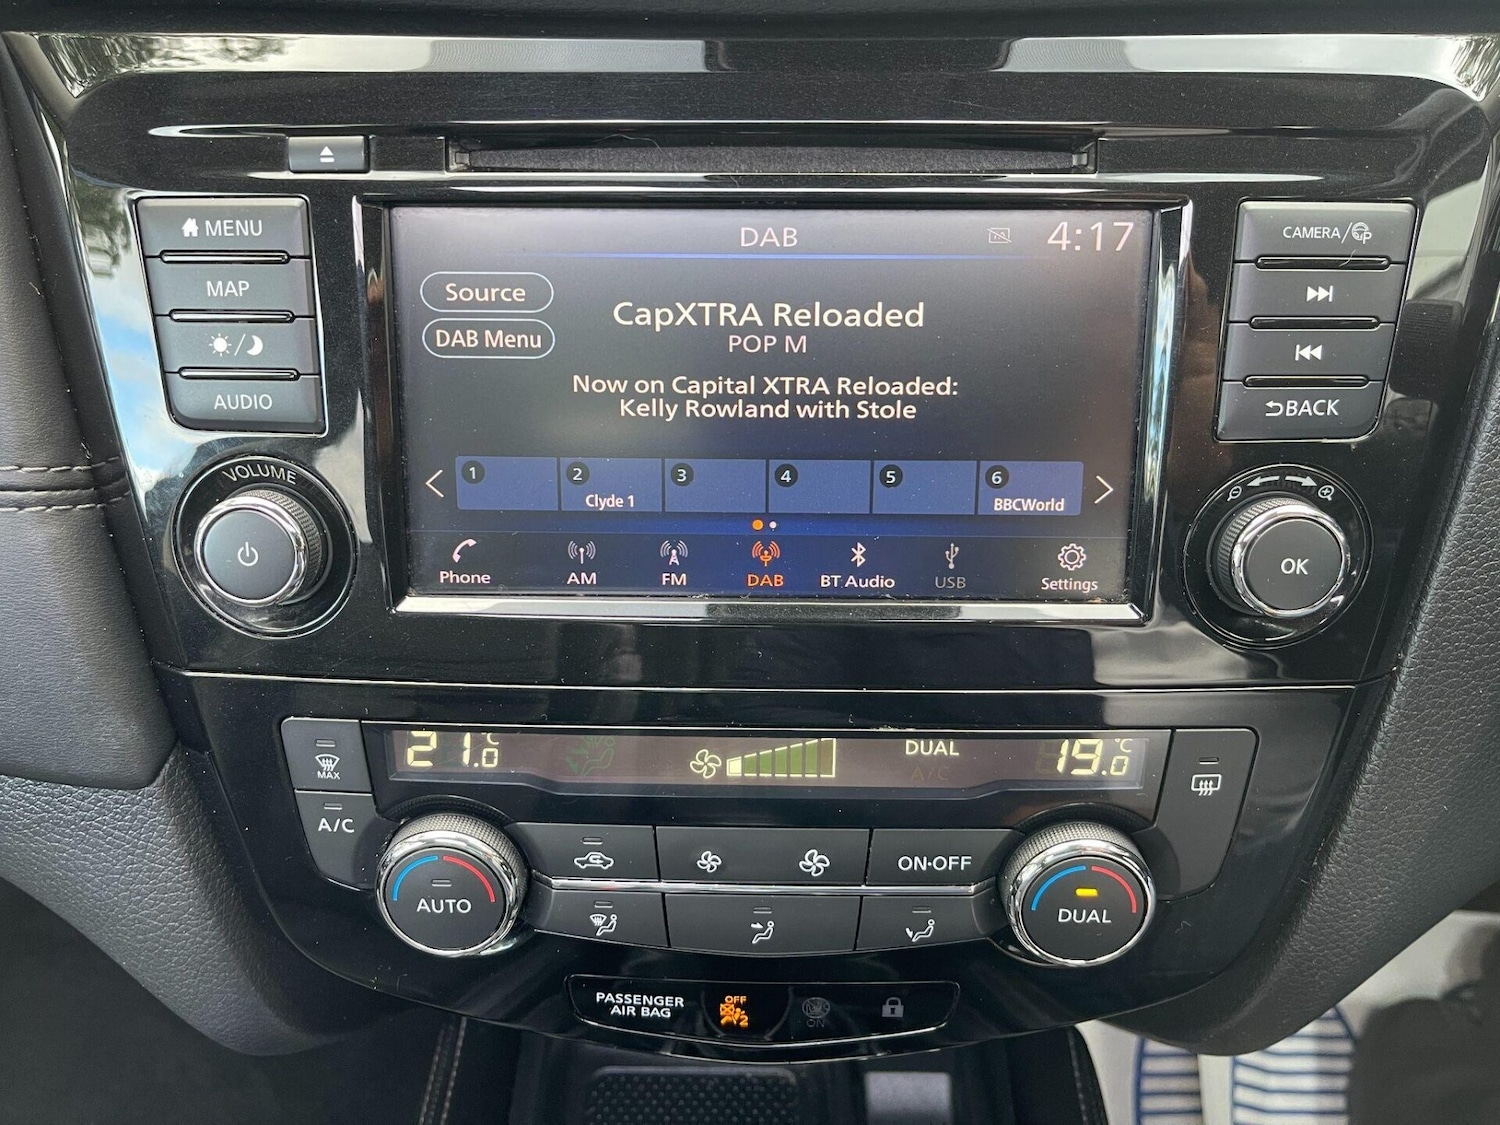 MENU
MAP
AUDIO
VOLUME
DAB
4:17
Source
DAB Menu
CapXTRA Reloaded
POP M
Now on Capital XTRA Reloaded:
Kelly Rowland with Stole
1
2
3
4
5
6
Clyde 1
BBCWorld
Phone
AM
FM
DAB
BT Audio
USB
Settings
CAMERA/P
BACK
OK
MAX
A/C
21.0°C
DUAL
A/C
19.0°C
AUTO
ON·OFF
DUAL
PASSENGER
AIR BAG
OFF
2
ON